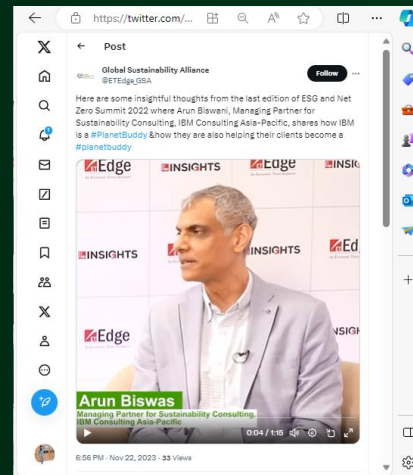 https://twitter.com/...
Post
Global Sustainability Alliance
@ETEdge_GSA
Follow
Here are some insightful thoughts from the last edition of ESG and Net
Zero Summit 2022 where Arun Biswani, Managing Partner for
Sustainability Consulting, IBM Consulting Asia-Pacific, shares how IBM
is a #PlanetBuddy &how they are also helping their clients become a
#planetbuddy
Edge INSIGHTS Edge INSIGHTS
INSIGHTS Edge INSIGHTS Ed
Edge INSIGH
Arun Biswas
Managing Partner for Sustainability Consulting,
IBM Consulting Asia-Pacific
0:04 / 1:15
6:56 PM · Nov 22, 2023 · 33 Views